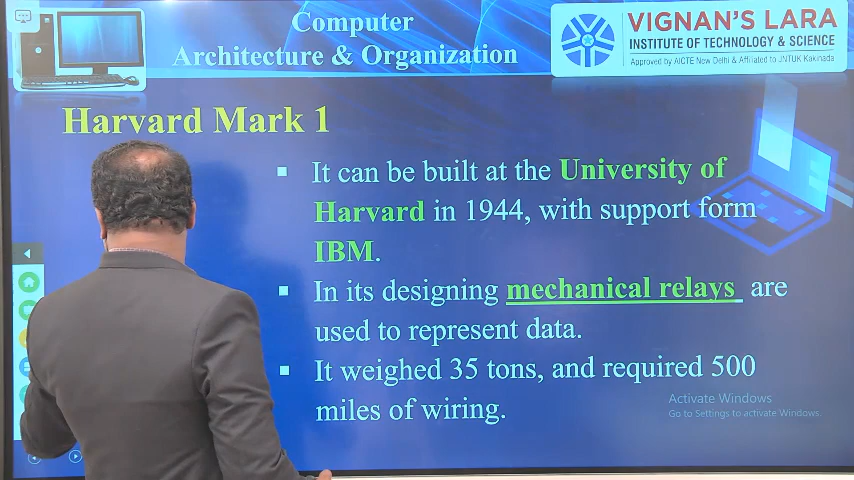 Computer
Architecture & Organization
VIGNAN'S LARA
INSTITUTE OF TECHNOLOGY & SCIENCE
Approved by AICTE New Delhi & Affiliated to JNTUK Kakinada
Harvard Mark 1
▪ It can be built at the University of
Harvard in 1944, with support form
IBM.
▪ In its designing mechanical relays are
used to represent data.
▪ It weighed 35 tons, and required 500
miles of wiring.
Activate Windows
Go to Settings to activate Windows.